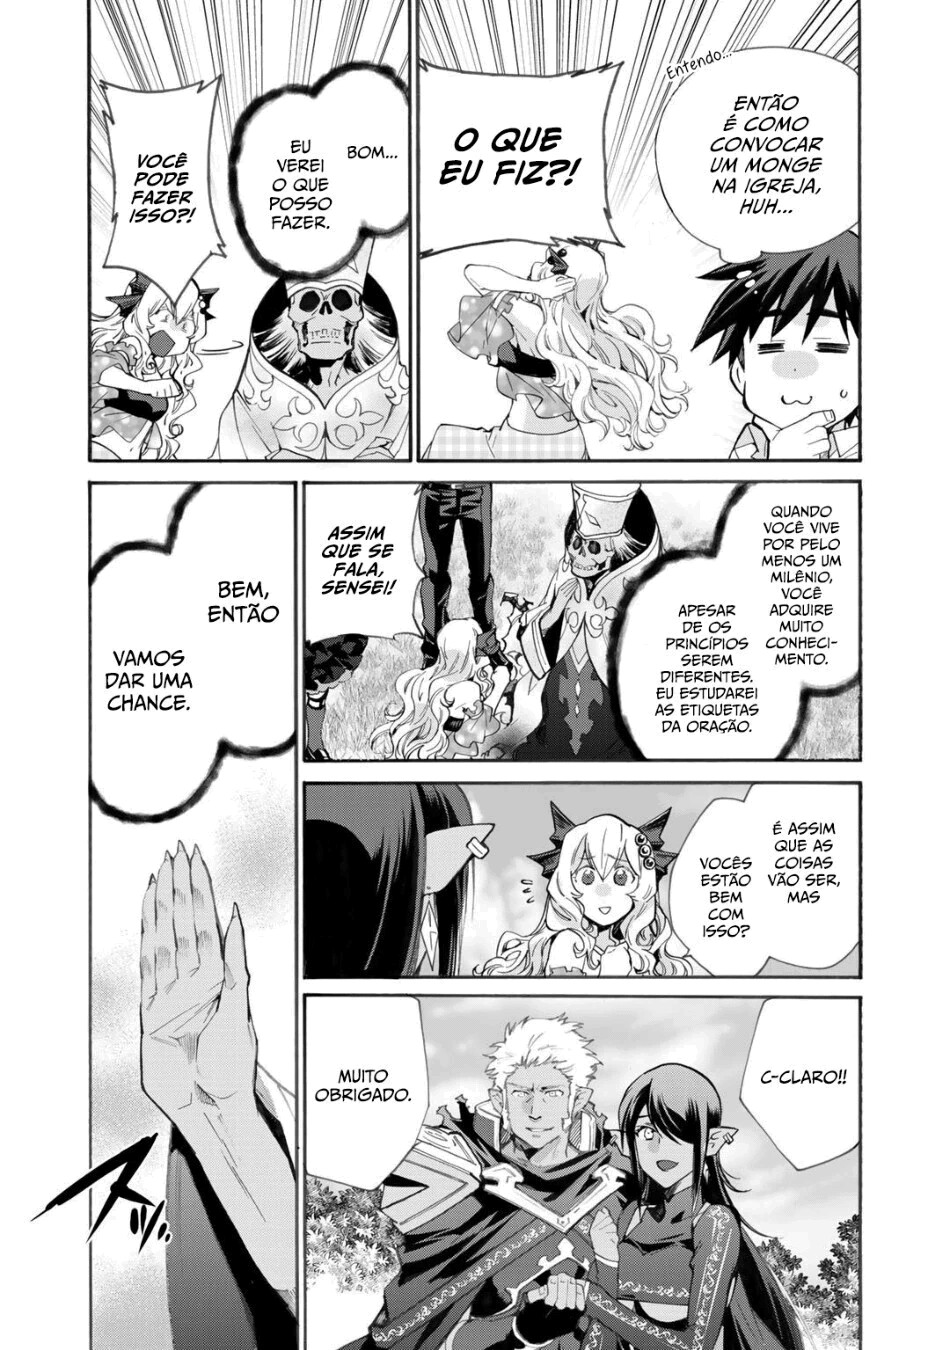 Entendo...
ENTÃO
É COMO
CONVOCAR
UM MONGE
NA IGREJA,
HUH...
O QUE
EU FIZ?!
BOM...
EU
VEREI
O QUE
POSSO
FAZER.
VOCÊ
PODE
FAZER
ISSO?!
QUANDO
VOCÊ VIVE
POR PELO
MENOS UM
MILÊNIO,
VOCÊ
ADQUIRE
MUITO
CONHECI-
MENTO.
APESAR
DE OS
PRINCÍPIOS
SEREM
DIFERENTES.
EU ESTUDAREI
AS ETIQUETAS
DA ORAÇÃO.
ASSIM
QUE SE
FALA,
SENSEI!
É ASSIM
QUE AS
COISAS
VÃO SER,
MAS
VOCÊS
ESTÃO
BEM
COM
ISSO?
C-CLARO!!
MUITO
OBRIGADO.
BEM,
ENTÃO
VAMOS
DAR UMA
CHANCE.